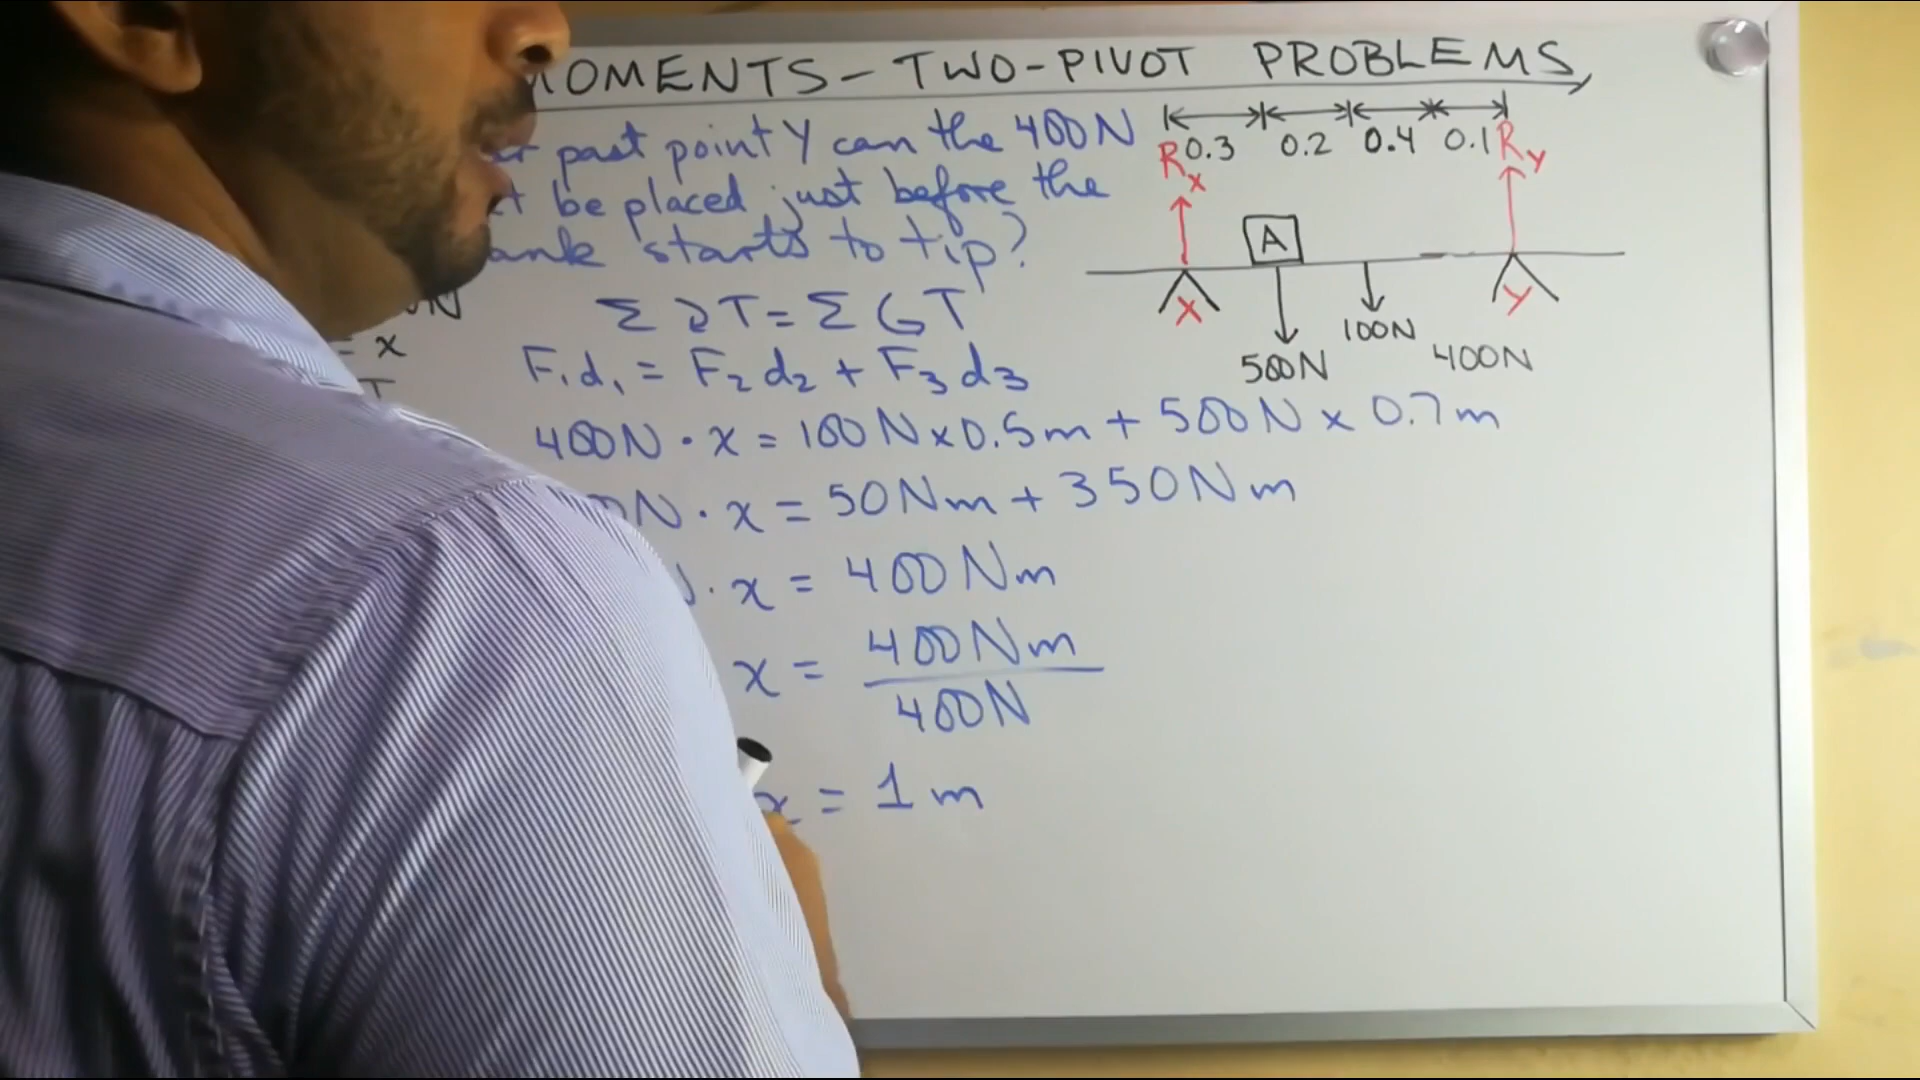 MOMENTS - TWO-PIVOT PROBLEMS
past point Y can the 400N
be placed just before the
starts to tip?
Σ ↻ T = Σ ↺ T
F₁d₁ = F₂d₂ + F₃d₃
400N · x = 100N x 0.5m + 500N x 0.7m
N · x = 50Nm + 350Nm
· x = 400Nm
x = 400Nm
400N
x = 1m
0.3 0.2 0.4 0.1
Rx Ry
A
X Y
500N 100N 400N
= x
T